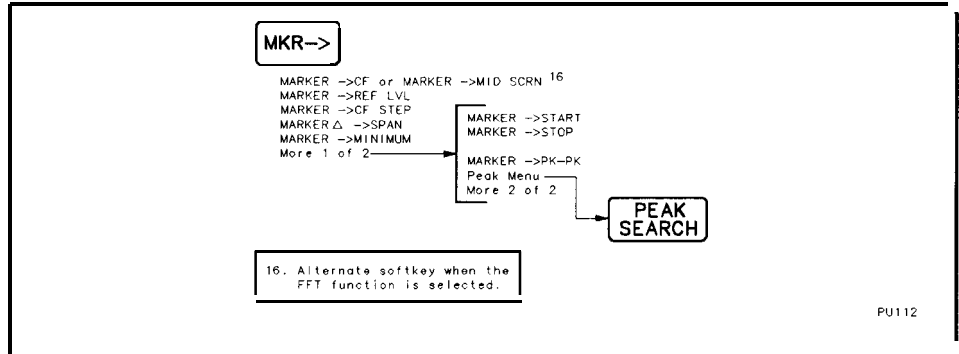 MKR–>
MARKER –>CF or MARKER –>MID SCRN 16
MARKER –>REF LVL
MARKER –>CF STEP
MARKER△ –>SPAN
MARKER –>MINIMUM
More 1 of 2
MARKER –>START
MARKER –>STOP
MARKER –>PK–PK
Peak Menu
More 2 of 2
PEAK
SEARCH
16. Alternate softkey when the
FFT function is selected.
PU112